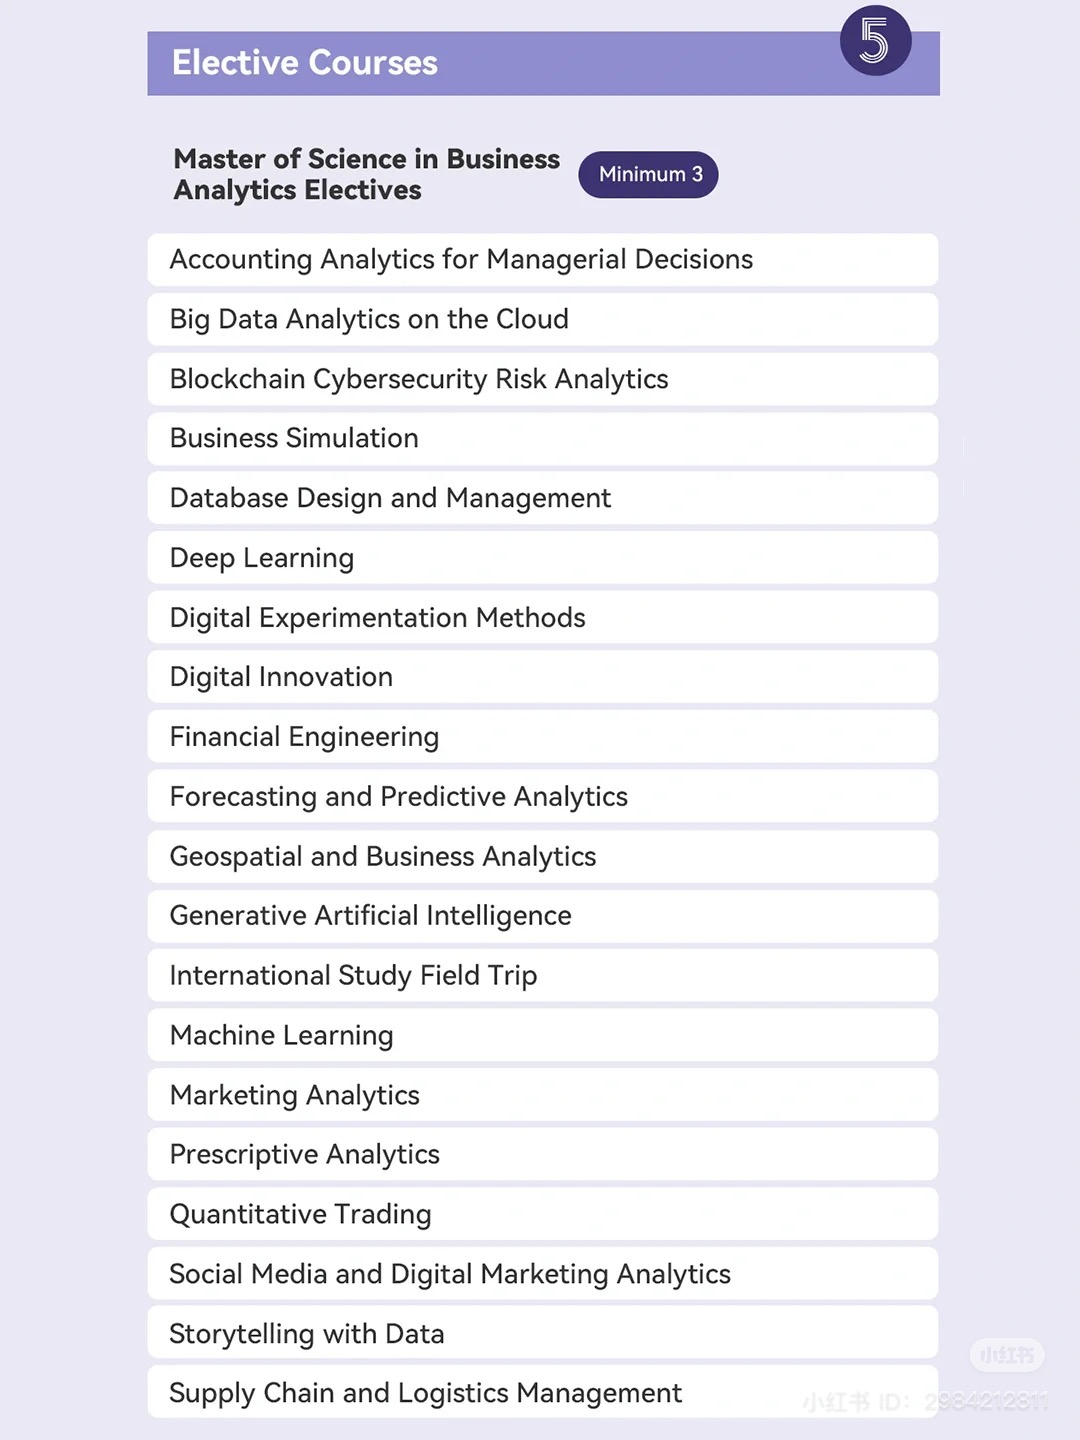 Elective Courses
5
Master of Science in Business
Analytics Electives
Minimum 3
Accounting Analytics for Managerial Decisions
Big Data Analytics on the Cloud
Blockchain Cybersecurity Risk Analytics
Business Simulation
Database Design and Management
Deep Learning
Digital Experimentation Methods
Digital Innovation
Financial Engineering
Forecasting and Predictive Analytics
Geospatial and Business Analytics
Generative Artificial Intelligence
International Study Field Trip
Machine Learning
Marketing Analytics
Prescriptive Analytics
Quantitative Trading
Social Media and Digital Marketing Analytics
Storytelling with Data
小红书
Supply Chain and Logistics Management
小红书 ID: 2984212811